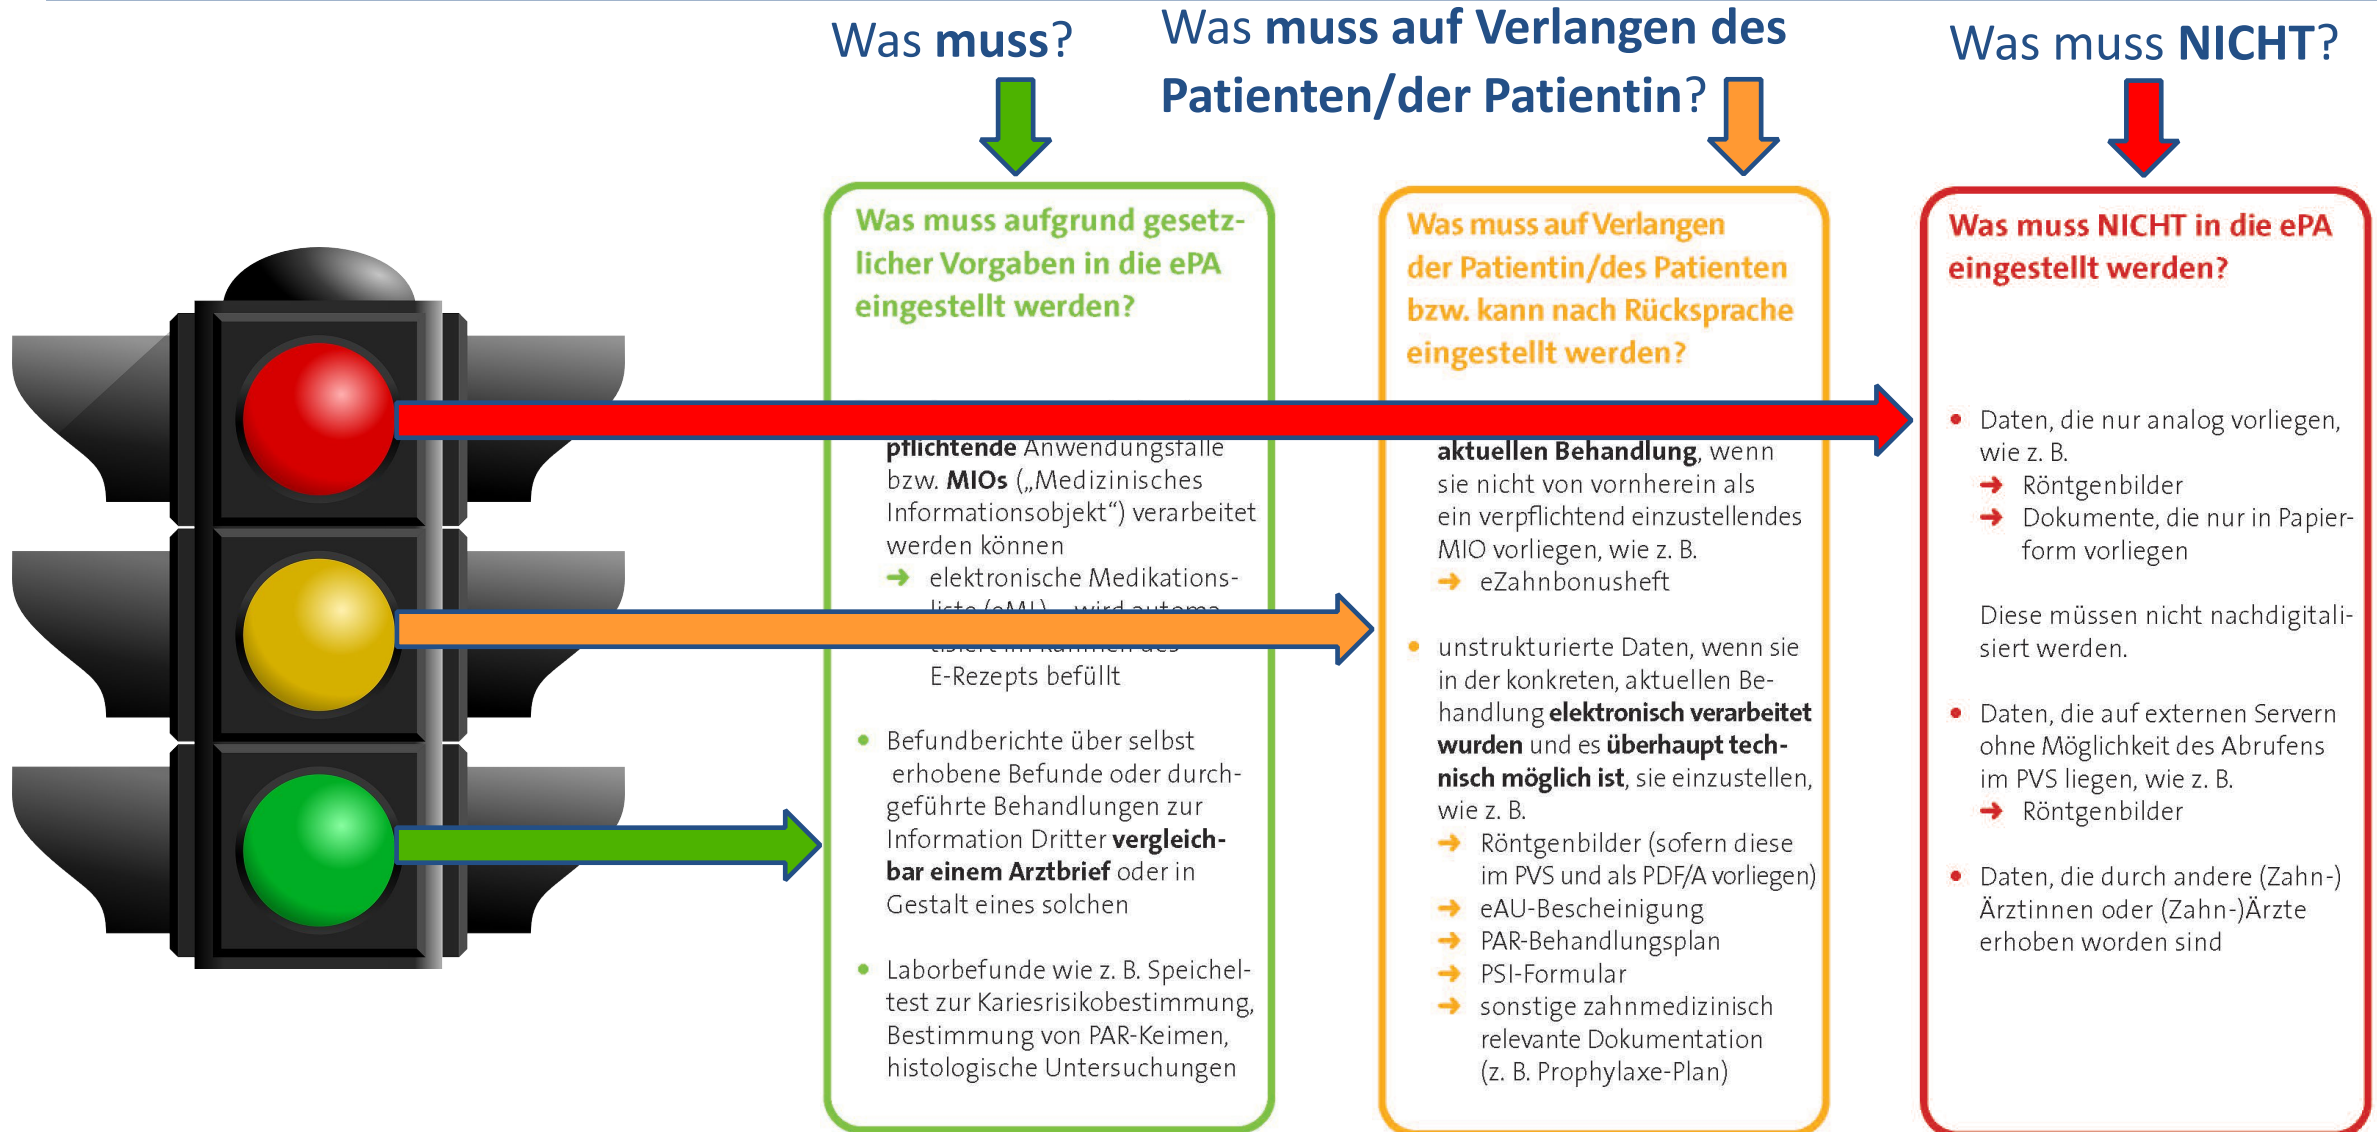 Was muss?
Was muss auf Verlangen des
Patienten/der Patientin?
Was muss NICHT?
Was muss aufgrund gesetz-
licher Vorgaben in die ePA
eingestellt werden?
pflichtende Anwendungsfälle
bzw. MIOs („Medizinisches
Informationsobjekt“) verarbeitet
werden können
➔ elektronische Medikations-
liste (eML) – wird automa
tisiert im Rahmen des
E-Rezepts befüllt
• Befundberichte über selbst
erhobene Befunde oder durch-
geführte Behandlungen zur
Information Dritter vergleich-
bar einem Arztbrief oder in
Gestalt eines solchen
• Laborbefunde wie z. B. Speichel-
test zur Kariesrisikobestimmung,
Bestimmung von PAR-Keimen,
histologische Untersuchungen
Was muss auf Verlangen
der Patientin/des Patienten
bzw. kann nach Rücksprache
eingestellt werden?
aktuellen Behandlung, wenn
sie nicht von vornherein als
ein verpflichtend einzustellendes
MIO vorliegen, wie z. B.
➔ eZahnbonusheft
• unstrukturierte Daten, wenn sie
in der konkreten, aktuellen Be-
handlung elektronisch verarbeitet
wurden und es überhaupt tech-
nisch möglich ist, sie einzustellen,
wie z. B.
➔ Röntgenbilder (sofern diese
im PVS und als PDF/A vorliegen)
➔ eAU-Bescheinigung
➔ PAR-Behandlungsplan
➔ PSI-Formular
➔ sonstige zahnmedizinisch
relevante Dokumentation
(z. B. Prophylaxe-Plan)
Was muss NICHT in die ePA
eingestellt werden?
• Daten, die nur analog vorliegen,
wie z. B.
➔ Röntgenbilder
➔ Dokumente, die nur in Papier-
form vorliegen
Diese müssen nicht nachdigitali-
siert werden.
• Daten, die auf externen Servern
ohne Möglichkeit des Abrufens
im PVS liegen, wie z. B.
➔ Röntgenbilder
• Daten, die durch andere (Zahn-)
Ärztinnen oder (Zahn-)Ärzte
erhoben worden sind